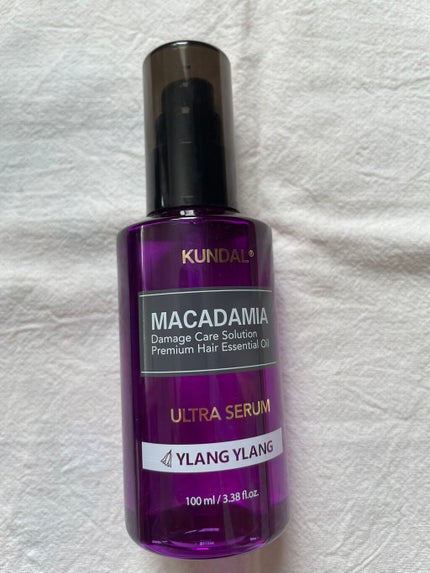 KUNDAL®
MACADAMIA
Damage Care Solution
Premium Hair Essential Oil
ULTRA SERUM
YLANG YLANG
100 ml / 3.38 fl.oz.